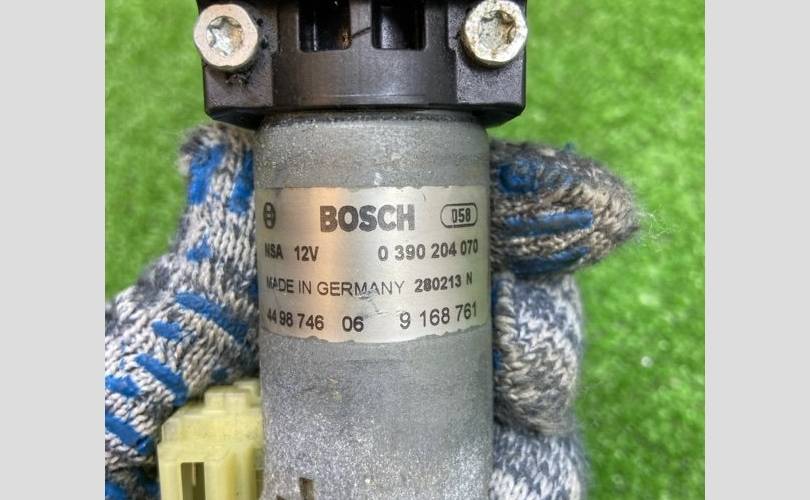 BOSCH 058
NSA 12V 0 390 204 070
MADE IN GERMANY 280213 N
44 98 746 06 9 168 761